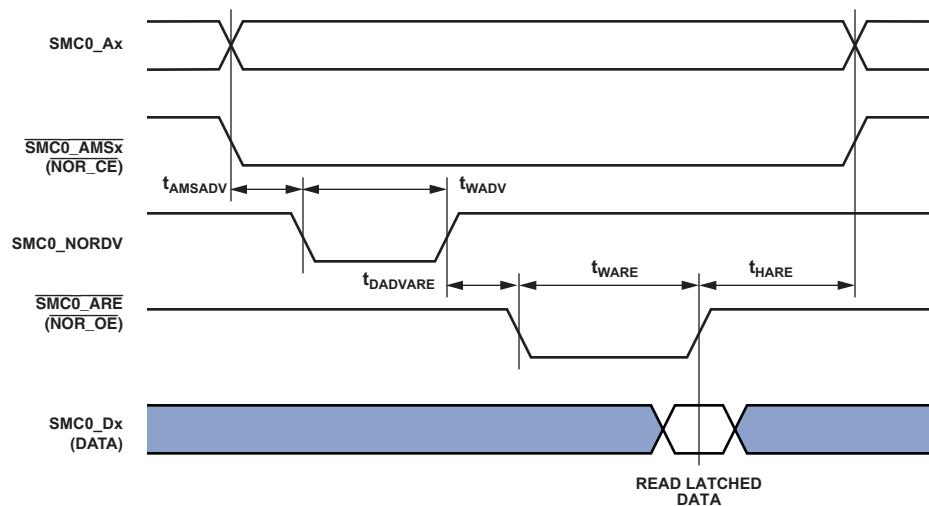 SMC0_Ax
SMC0_AMSx
(NOR_CE)
tAMSADV
tWADV
SMC0_NORDV
tDADVARE
tWARE
tHARE
SMC0_ARE
(NOR_OE)
SMC0_Dx
(DATA)
READ LATCHED
DATA